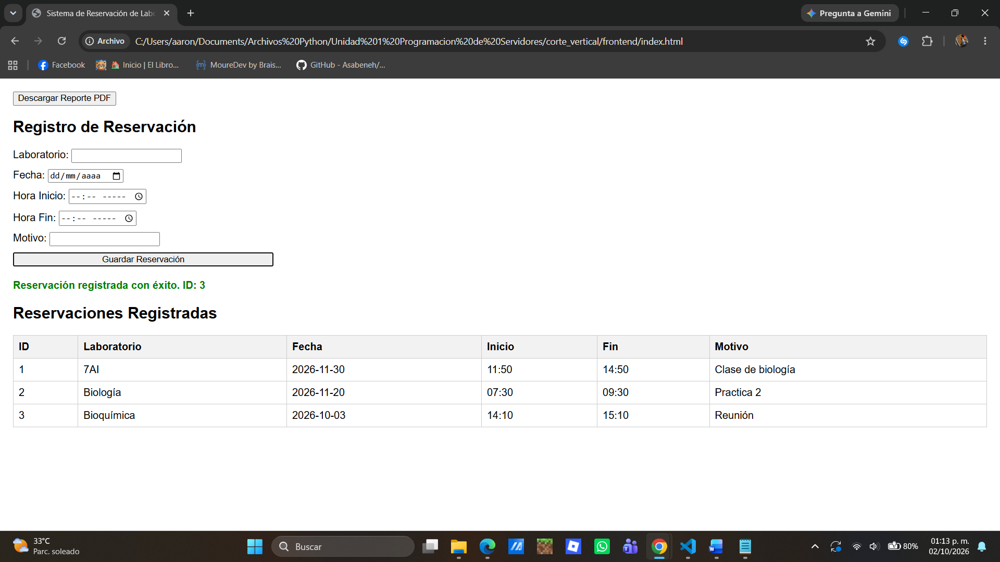 Sistema de Reservación de Labo
Pregunta a Gemini
Archivo
C:/Users/aaron/Documents/Archivos%20Python/Unidad%201%20Programacion%20de%20Servidores/corte_vertical/frontend/index.html
Facebook
Inicio | El Libro...
MoureDev by Brais...
GitHub - Asabeneh/...
Descargar Reporte PDF
Registro de Reservación
Laboratorio:
Fecha: dd/mm/aaaa
Hora Inicio: --:-- -----
Hora Fin: --:-- -----
Motivo:
Guardar Reservación
Reservación registrada con éxito. ID: 3
Reservaciones Registradas
ID Laboratorio Fecha Inicio Fin Motivo
1 7AI 2026-11-30 11:50 14:50 Clase de biología
2 Biología 2026-11-20 07:30 09:30 Practica 2
3 Bioquímica 2026-10-03 14:10 15:10 Reunión
33°C
Parc. soleado
Buscar
80%
01:13 p. m.
02/10/2026